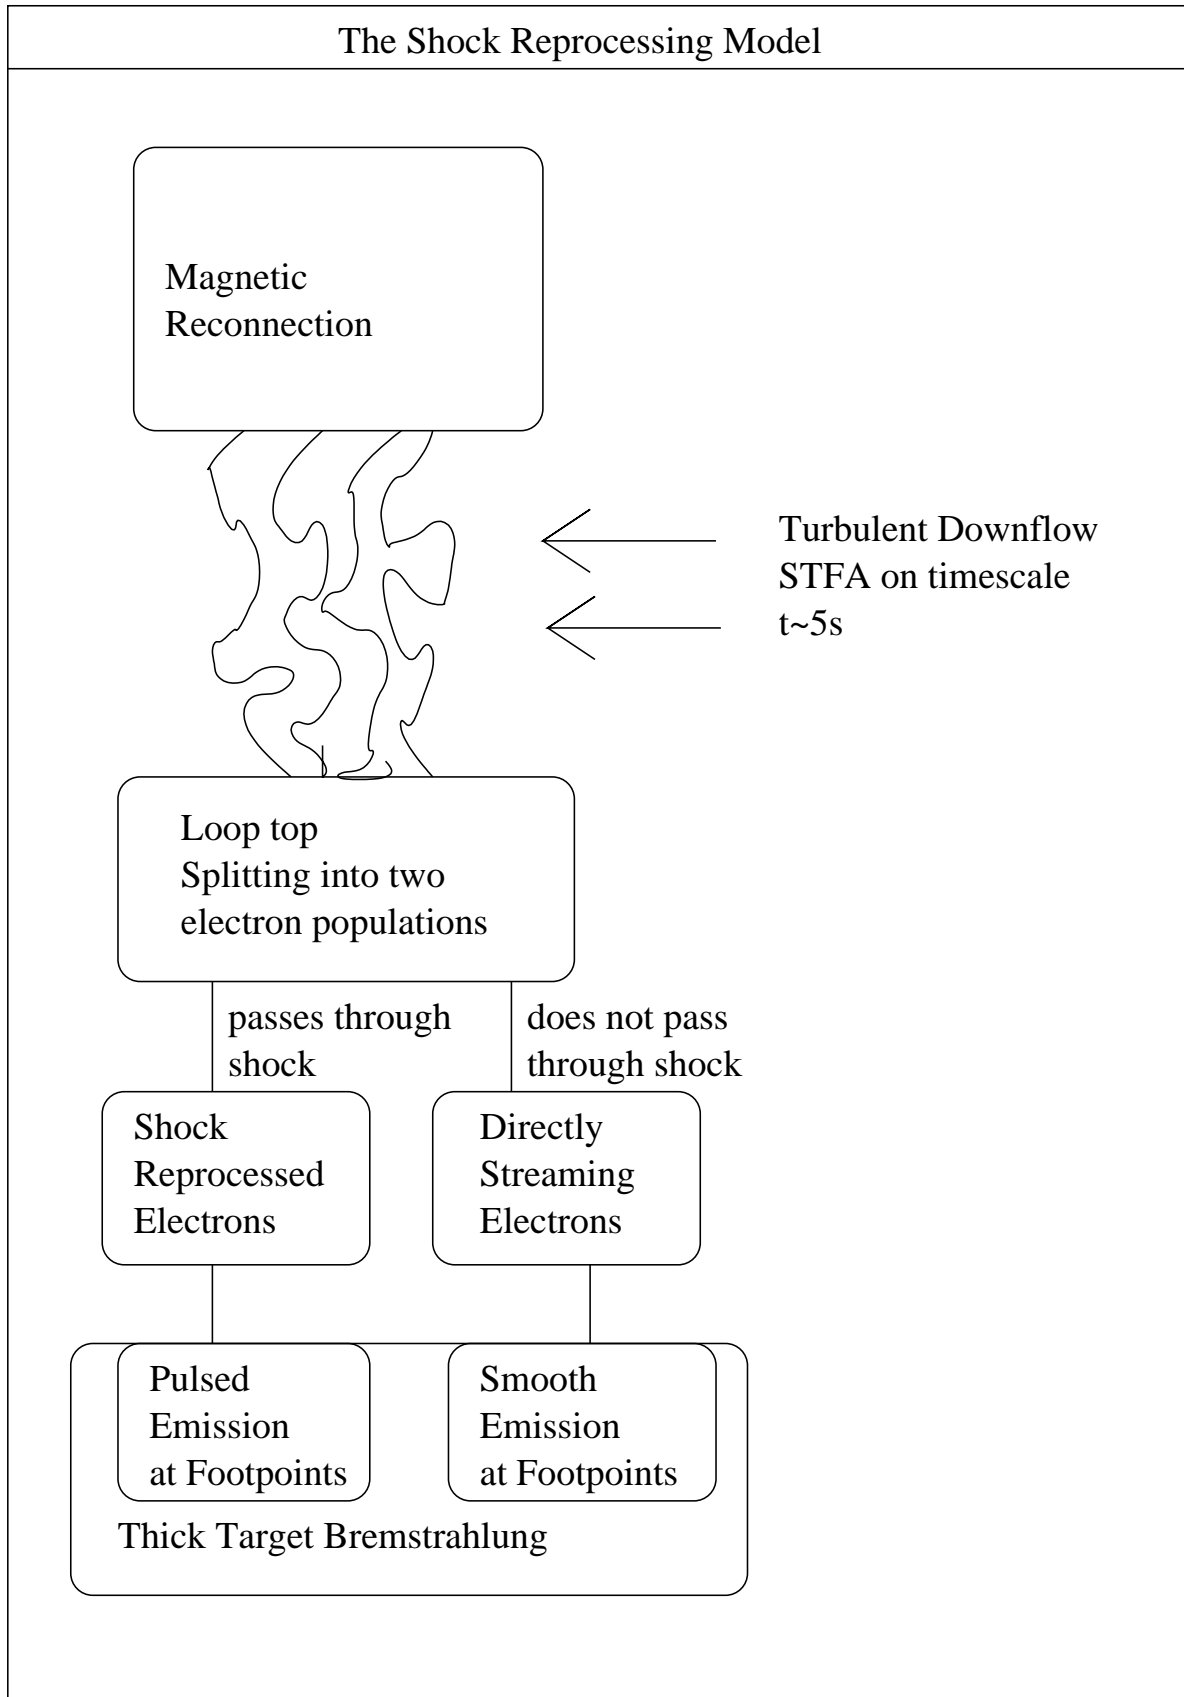 The Shock Reprocessing Model
Magnetic
Reconnection
Turbulent Downflow
STFA on timescale
t~5s
Loop top
Splitting into two
electron populations
passes through
shock
does not pass
through shock
Shock
Reprocessed
Electrons
Directly
Streaming
Electrons
Pulsed
Emission
at Footpoints
Smooth
Emission
at Footpoints
Thick Target Bremstrahlung